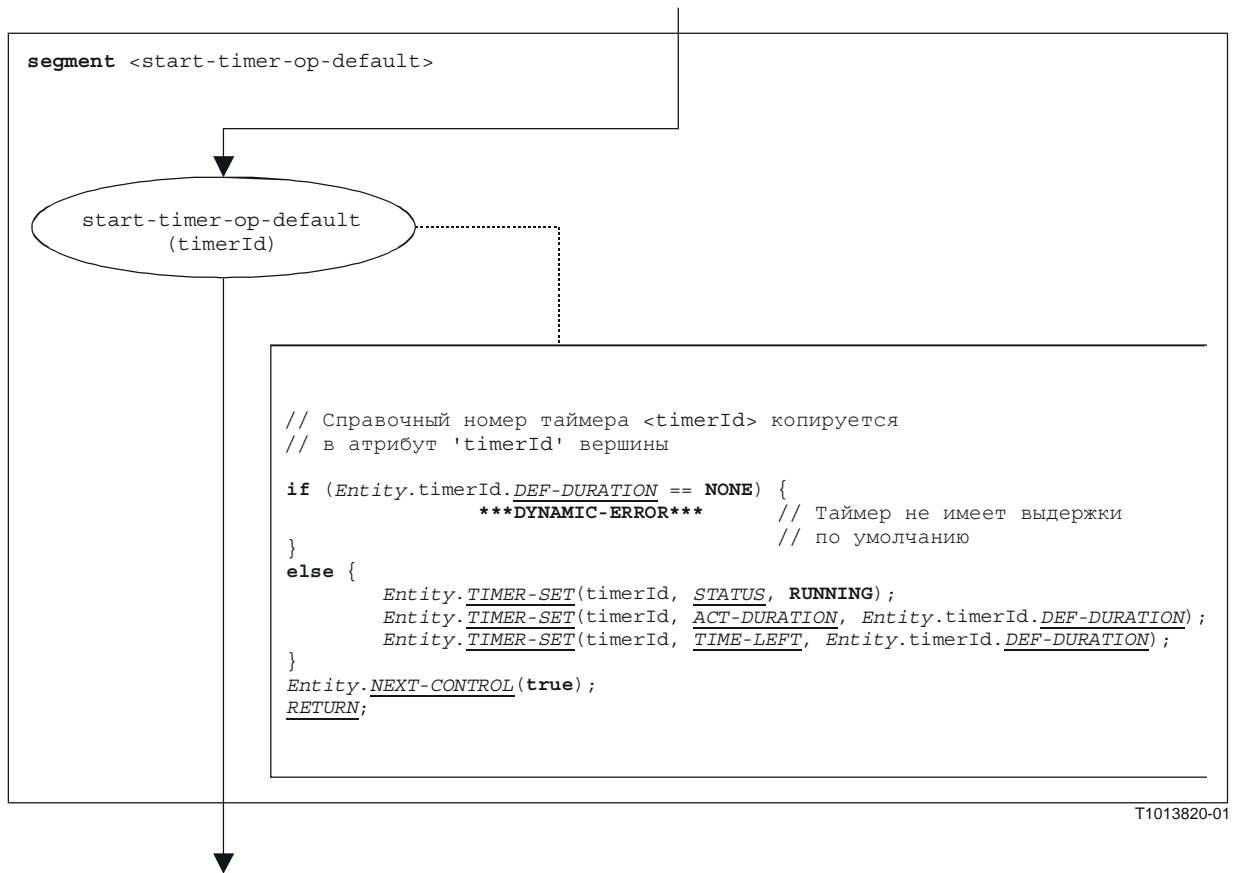 segment <start-timer-op-default>
start-timer-op-default
(timerId)
// Справочный номер таймера <timerId> копируется
// в атрибут 'timerId' вершины
if (Entity.timerId.DEF-DURATION == NONE) {
***DYNAMIC-ERROR*** // Таймер не имеет выдержки
// по умолчанию
}
else {
Entity.TIMER-SET(timerId, STATUS, RUNNING);
Entity.TIMER-SET(timerId, ACT-DURATION, Entity.timerId.DEF-DURATION);
Entity.TIMER-SET(timerId, TIME-LEFT, Entity.timerId.DEF-DURATION);
}
Entity.NEXT-CONTROL(true);
RETURN;
T1013820-01